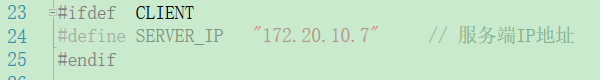 23 #ifdef CLIENT
24 #define SERVER_IP "172.20.10.7" // 服务端IP地址
25 #endif